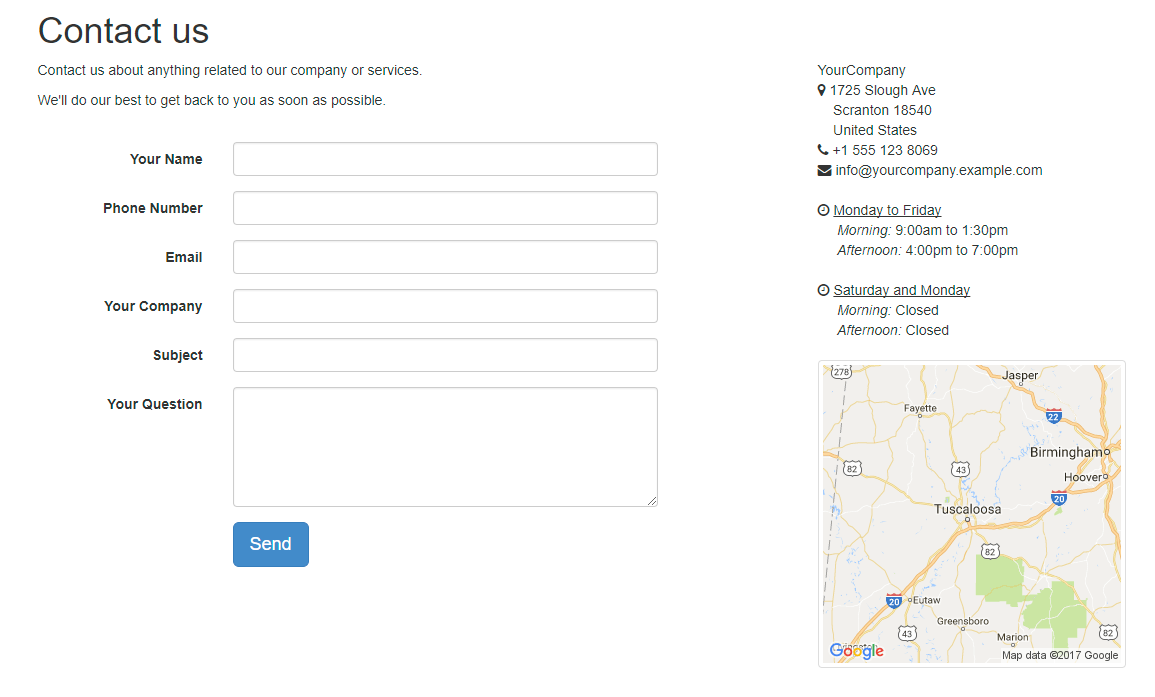 Contact us
Contact us about anything related to our company or services.
We'll do our best to get back to you as soon as possible.
Your Name
Phone Number
Email
Your Company
Subject
Your Question
Send
YourCompany
1725 Slough Ave
Scranton 18540
United States
+1 555 123 8069
info@yourcompany.example.com
Monday to Friday
Morning: 9:00am to 1:30pm
Afternoon: 4:00pm to 7:00pm
Saturday and Monday
Morning: Closed
Afternoon: Closed
278
Jasper
Fayette
22
Birmingham
82
43
Hoover
20
Tuscaloosa
82
20
Eutaw
Greensboro
43
Marion
82
Google
Map data ©2017 Google